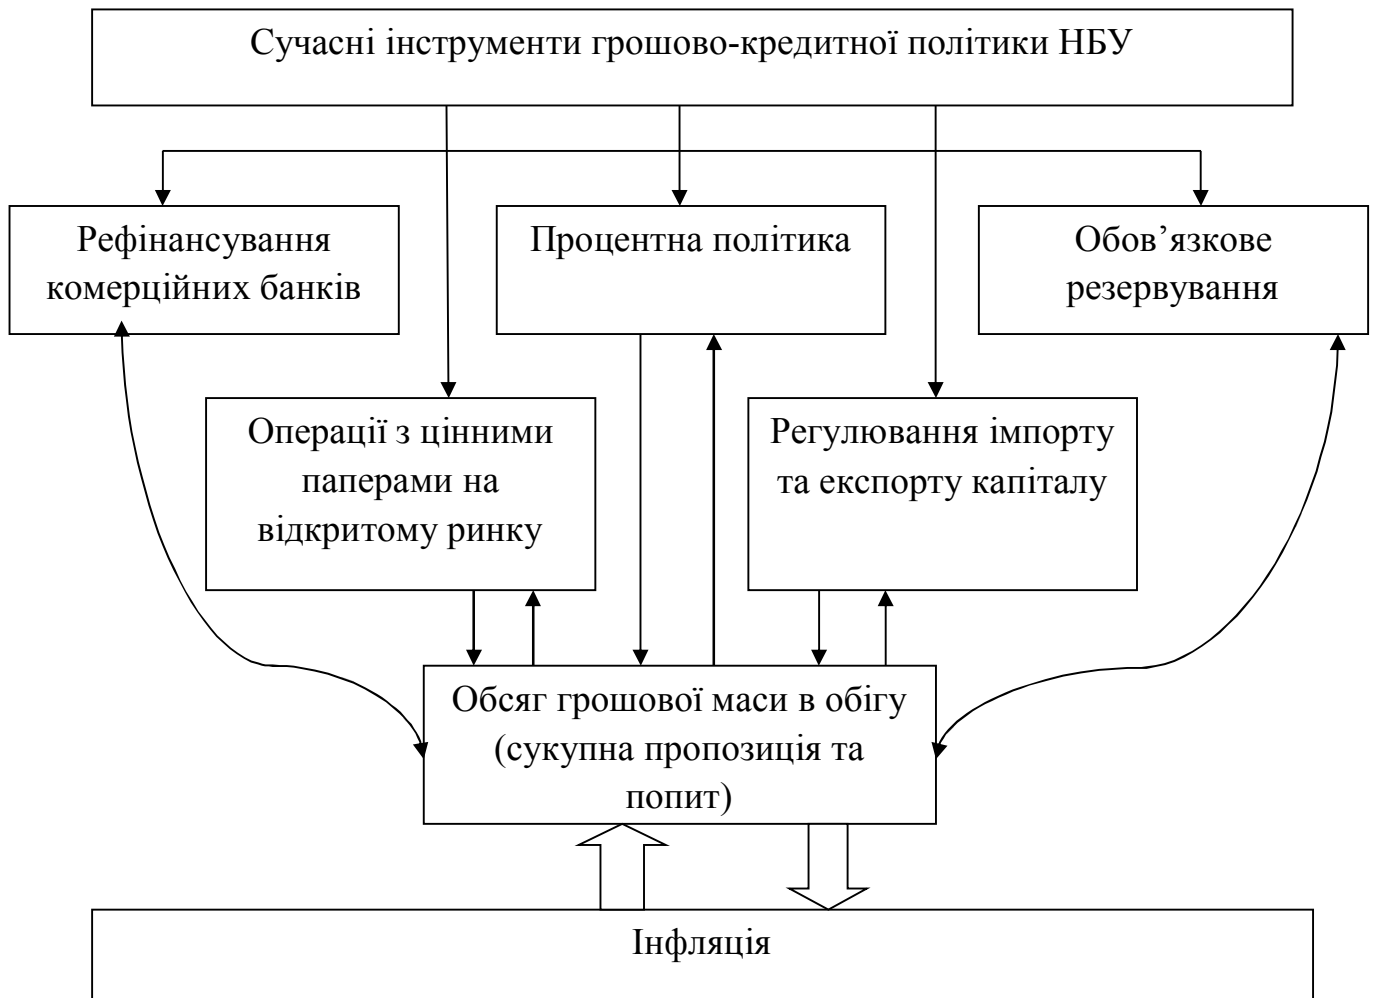 Сучасні інструменти грошово-кредитної політики НБУ
Рефінансування
комерційних банків
Процентна політика
Обов’язкове
резервування
Операції з цінними
паперами на
відкритому ринку
Регулювання імпорту
та експорту капіталу
Обсяг грошової маси в обігу
(сукупна пропозиція та
попит)
Інфляція